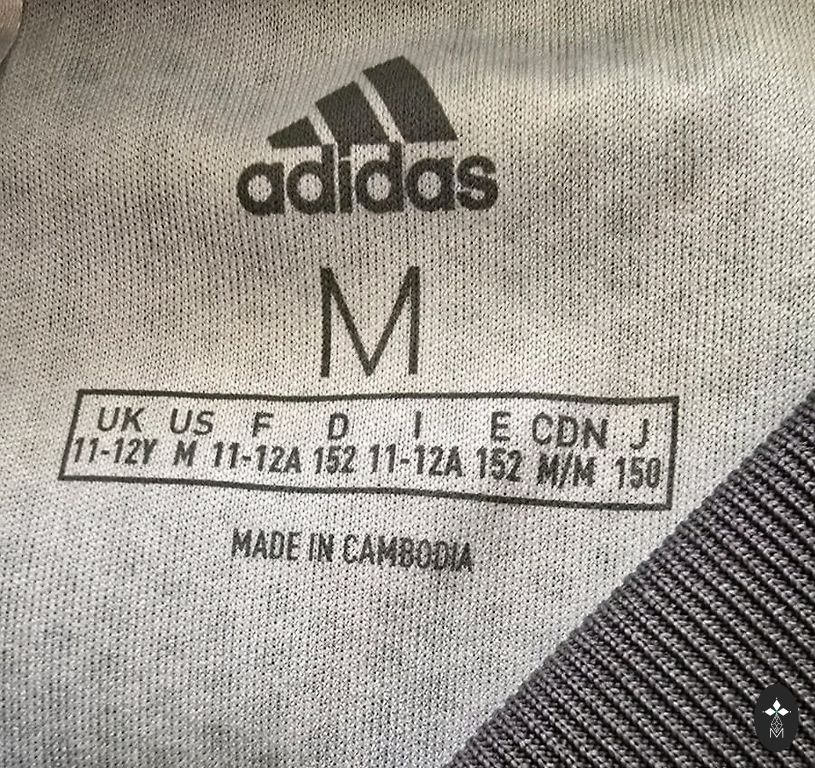 adidas
M
UK US F D I E CDN J
11-12Y M 11-12A 152 11-12A 152 M/M 150
MADE IN CAMBODIA
M